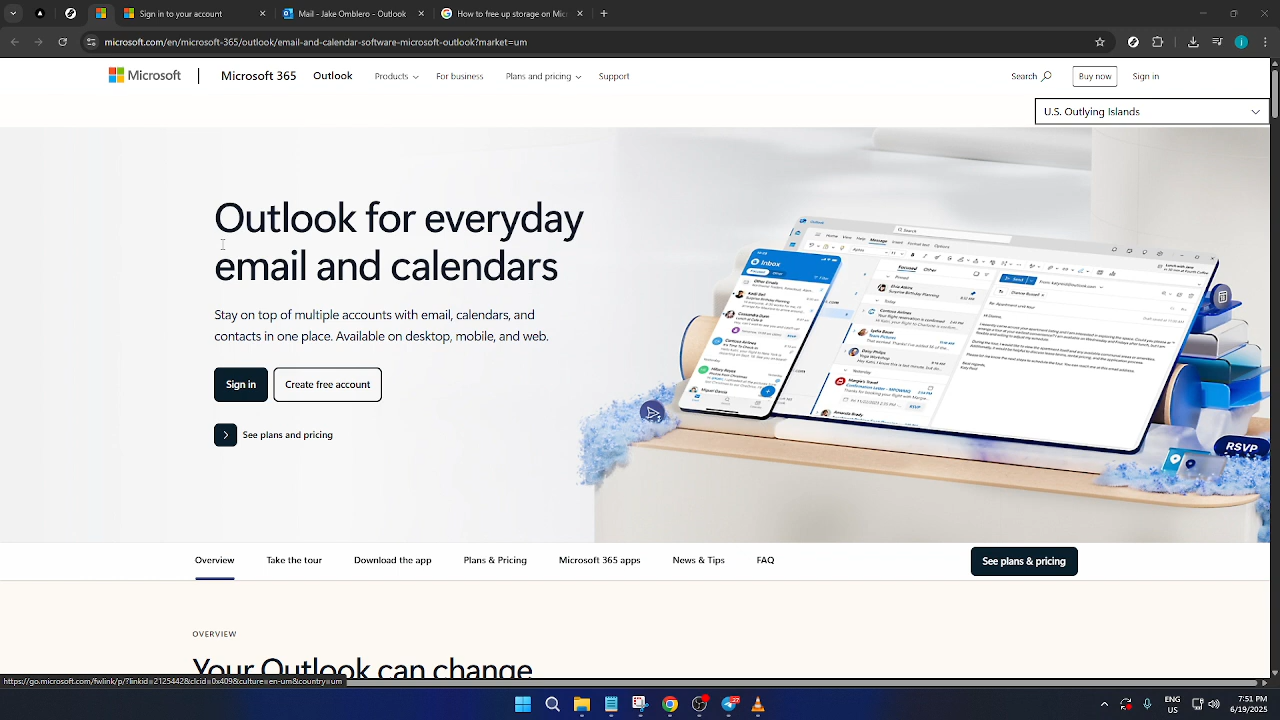 Sign in to your account
Mail - Jake Omblero - Outlook
How to free up storage on Mic
microsoft.com/en/microsoft-365/outlook/email-and-calendar-software-microsoft-outlook?market=um
Microsoft
Microsoft 365
Outlook
Products
For business
Plans and pricing
Support
Search
Buy now
Sign in
U.S. Outlying Islands
Outlook for everyday
email and calendars
Stay on top of multiple accounts with email, calendars, and
contacts in one place. Available on desktop, mobile, and web.
Sign in
Create free account
See plans and pricing
Inbox
Search
Focused
Other
RSVP
Overview
Take the tour
Download the app
Plans & Pricing
Microsoft 365 apps
News & Tips
FAQ
See plans & pricing
OVERVIEW
Your Outlook can change
https://go.microsoft.com/fwlink/p/?linkid=2125442&clcid=0x409&culture=en-um&country=um
27
ENG
US
7:51 PM
6/19/2025